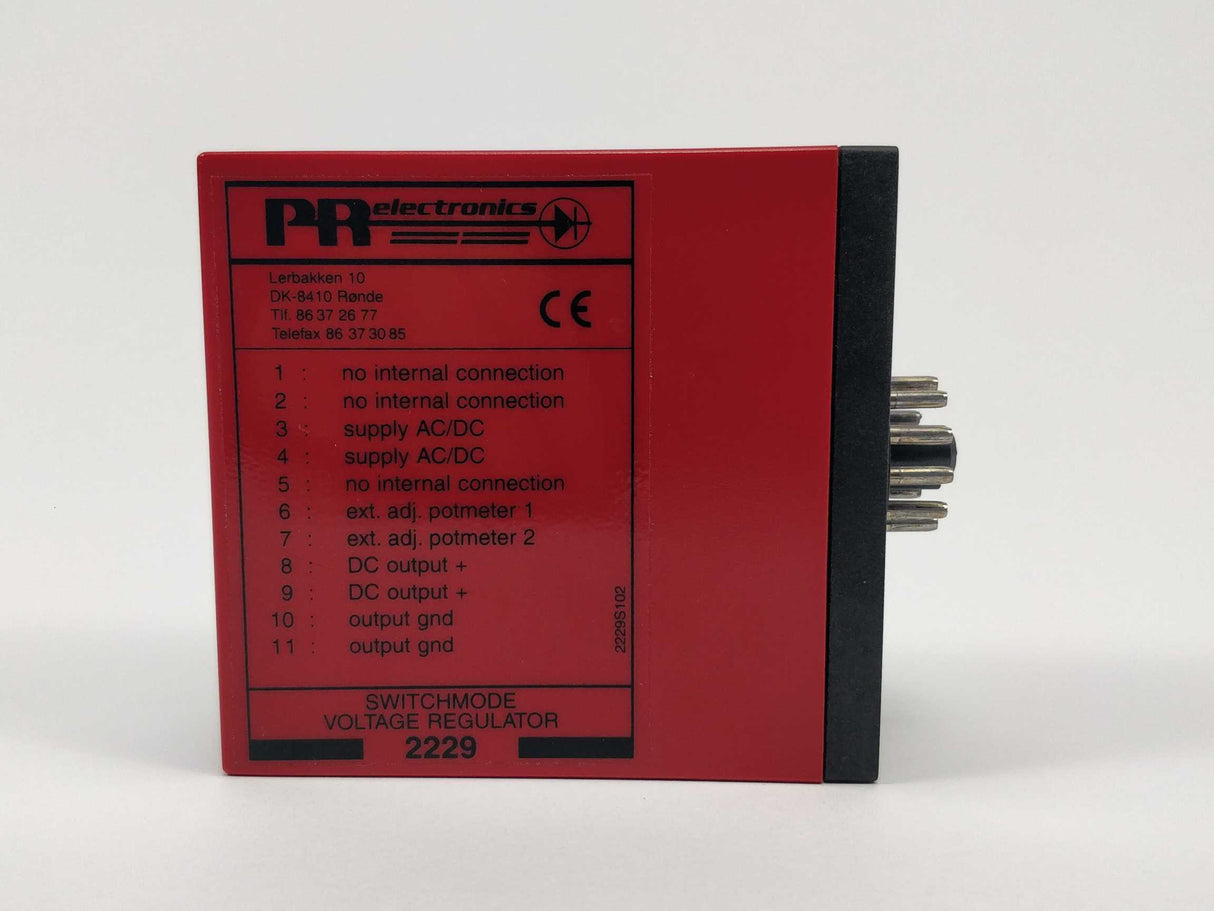 PR electronics
Lerbakken 10
DK-8410 Rønde
Tlf. 86 37 26 77
Telefax 86 37 30 85
CE
1 : no internal connection
2 : no internal connection
3 : supply AC/DC
4 : supply AC/DC
5 : no internal connection
6 : ext. adj. potmeter 1
7 : ext. adj. potmeter 2
8 : DC output +
9 : DC output +
10 : output gnd
11 : output gnd
2229S102
SWITCHMODE
VOLTAGE REGULATOR
2229